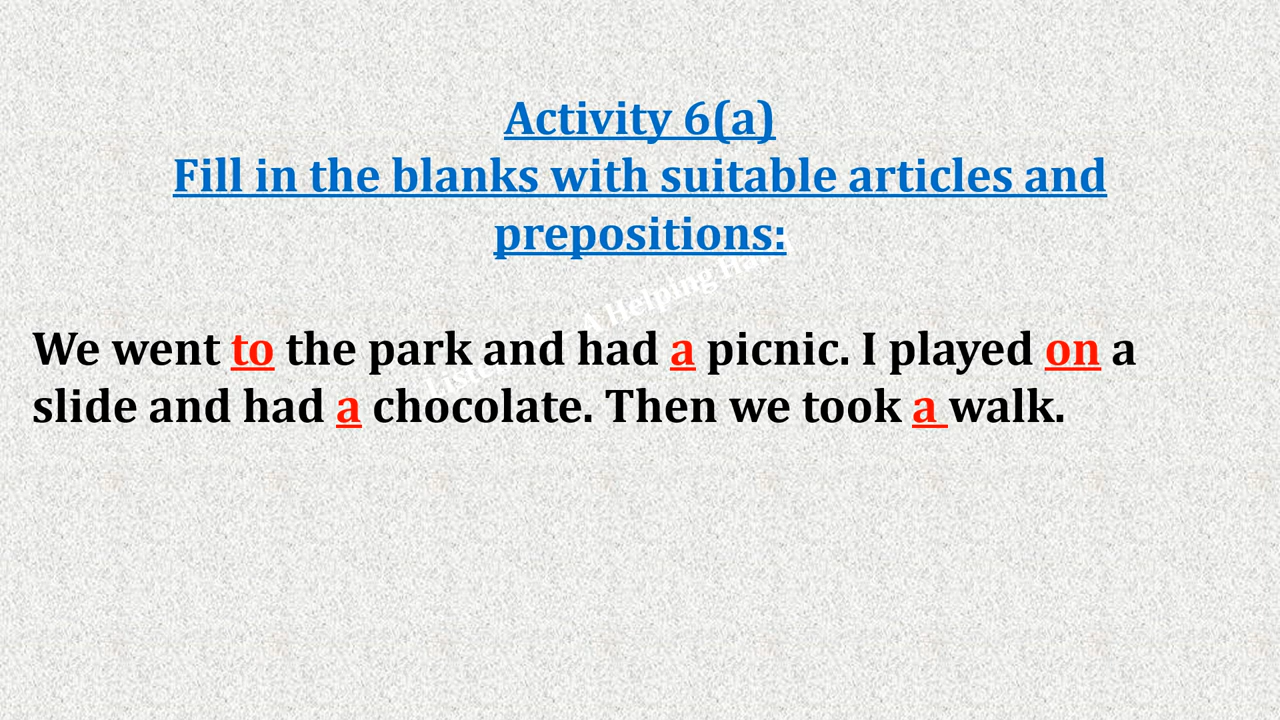 Activity 6(a)
Fill in the blanks with suitable articles and
prepositions:
A Helping
We went to the park and had a picnic. I played on a
slide and had a chocolate. Then we took a walk.